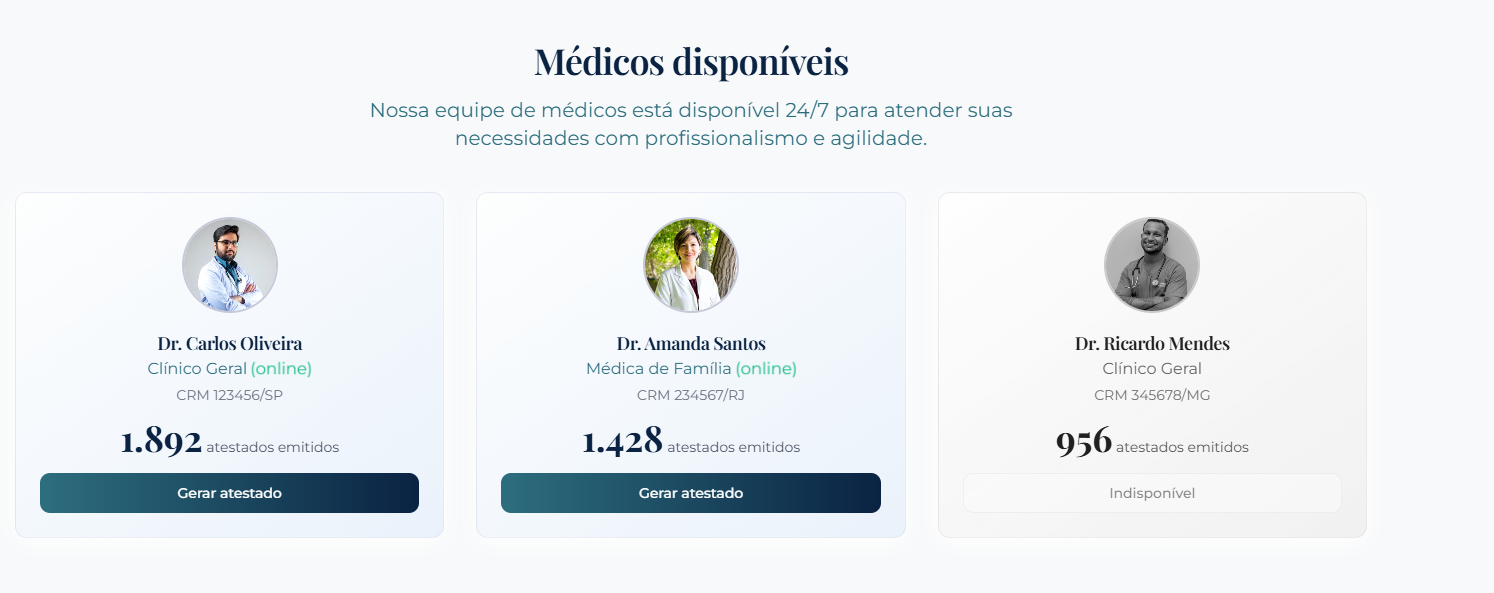 Médicos disponíveis
Nossa equipe de médicos está disponível 24/7 para atender suas
necessidades com profissionalismo e agilidade.
Dr. Carlos Oliveira
Clínico Geral (online)
CRM 123456/SP
1.892 atestados emitidos
Gerar atestado
Dr. Amanda Santos
Médica de Família (online)
CRM 234567/RJ
1.428 atestados emitidos
Gerar atestado
Dr. Ricardo Mendes
Clínico Geral
CRM 345678/MG
956 atestados emitidos
Indisponível